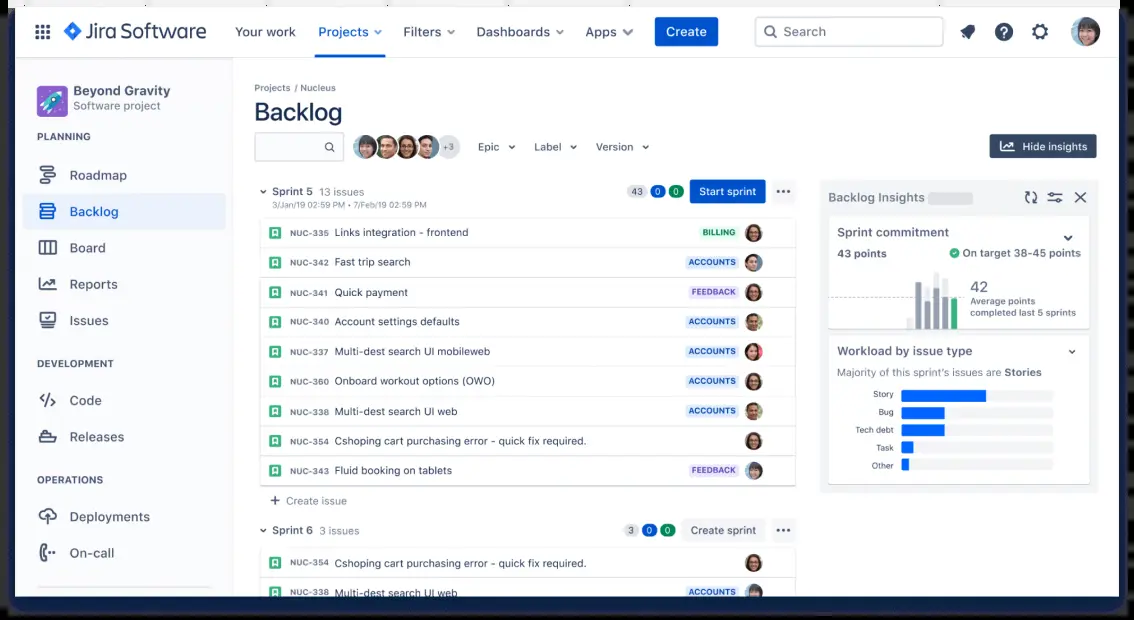 Jira Software
Your work Projects Filters Dashboards Apps Create Search
Beyond Gravity
Software project
PLANNING
Roadmap
Backlog
Board
Reports
Issues
DEVELOPMENT
Code
Releases
OPERATIONS
Deployments
On-call
Projects / Nucleus
Backlog
+3 Epic Label Version Hide insights
Sprint 5 13 issues 43 0 0 Start sprint
3/Jan/19 02:59 PM • 7/Feb/19 02:59 PM
NUC-335 Links integration - frontend BILLING
NUC-342 Fast trip search ACCOUNTS
NUC-341 Quick payment FEEDBACK
NUC-340 Account settings defaults ACCOUNTS
NUC-337 Multi-dest search UI mobileweb ACCOUNTS
NUC-360 Onboard workout options (OWO) ACCOUNTS
NUC-338 Multi-dest search UI web ACCOUNTS
NUC-354 Cshoping cart purchasing error - quick fix required.
NUC-343 Fluid booking on tablets FEEDBACK
+ Create issue
Sprint 6 3 issues 3 0 0 Create sprint
NUC-354 Cshoping cart purchasing error - quick fix required.
NUC-338 Multi-dest search UI web ACCOUNTS
Backlog Insights
Sprint commitment
43 points On target 38-45 points
42
Average points
completed last 5 sprints
Workload by issue type
Majority of this sprint's issues are Stories
Story
Bug
Tech debt
Task
Other